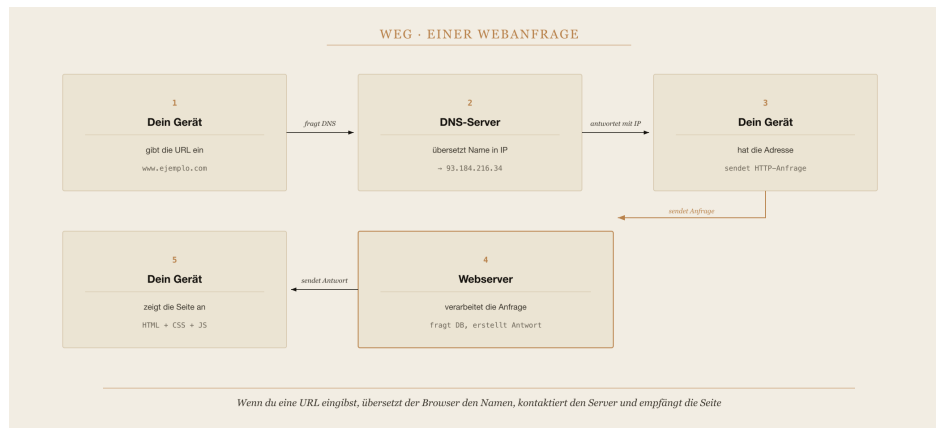 WEG · EINER WEBANFRAGE
1
Dein Gerät
gibt die URL ein
www.ejemplo.com
fragt DNS
2
DNS-Server
übersetzt Name in IP
→ 93.184.216.34
antwortet mit IP
3
Dein Gerät
hat die Adresse
sendet HTTP-Anfrage
sendet Anfrage
4
Webserver
verarbeitet die Anfrage
fragt DB, erstellt Antwort
sendet Antwort
5
Dein Gerät
zeigt die Seite an
HTML + CSS + JS
Wenn du eine URL eingibst, übersetzt der Browser den Namen, kontaktiert den Server und empfängt die Seite